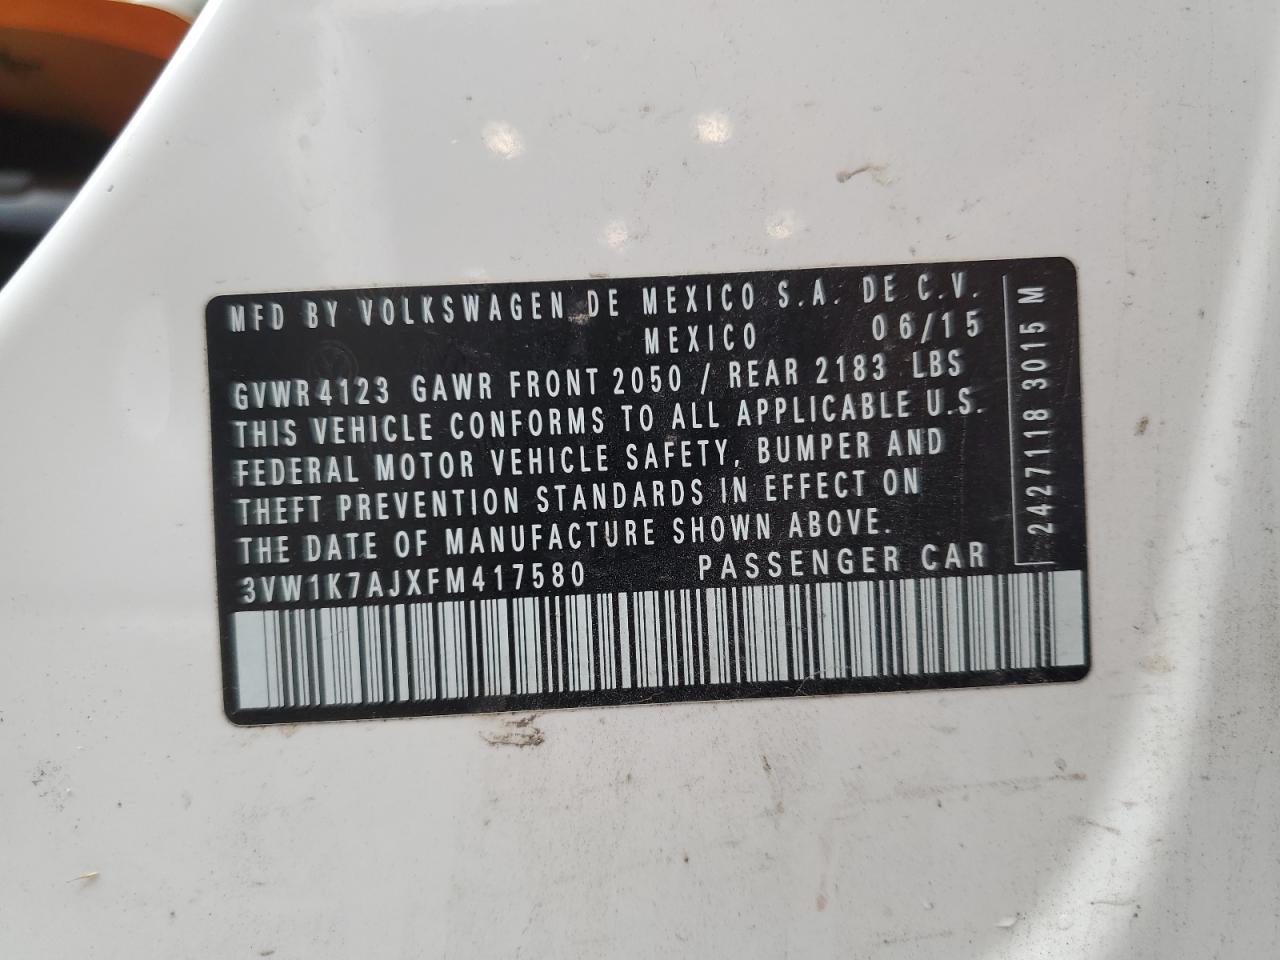 MFD BY VOLKSWAGEN DE MEXICO S.A. DE C.V.
MEXICO 06/15
GVWR 4123 GAWR FRONT 2050 / REAR 2183 LBS
THIS VEHICLE CONFORMS TO ALL APPLICABLE U.S.
FEDERAL MOTOR VEHICLE SAFETY, BUMPER AND
THEFT PREVENTION STANDARDS IN EFFECT ON
THE DATE OF MANUFACTURE SHOWN ABOVE.
3VW1K7AJXFM417580 PASSENGER CAR
2427118 3015 M